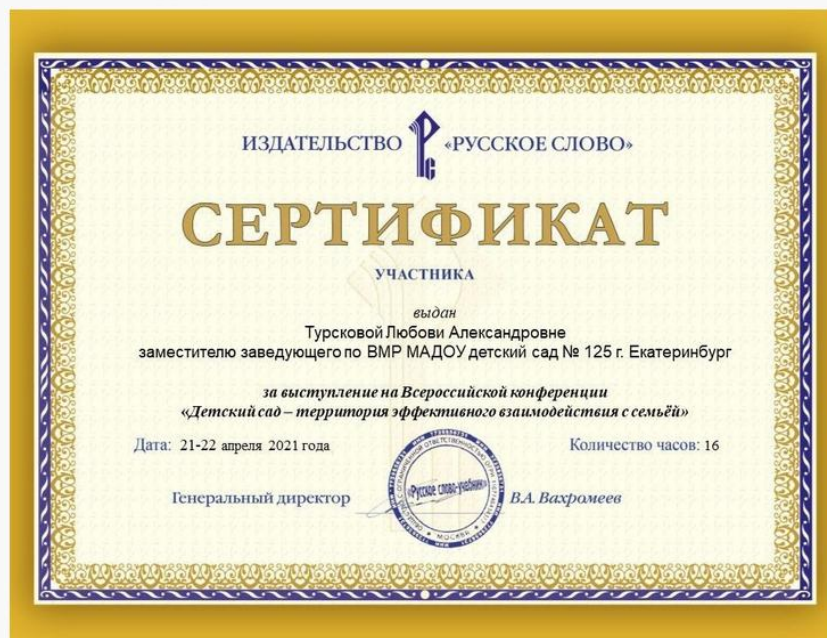 ИЗДАТЕЛЬСТВО РС «РУССКОЕ СЛОВО»
СЕРТИФИКАТ
УЧАСТНИКА
выдан
Турсковой Любови Александровне
заместителю заведующего по ВМР МАДОУ детский сад № 125 г. Екатеринбург
за выступление на Всероссийской конференции
«Детский сад – территория эффективного взаимодействия с семьёй»
Дата: 21-22 апреля 2021 года Количество часов: 16
Генеральный директор «Русское слово-учебник» В.А. Вахромеев
МОСКВА